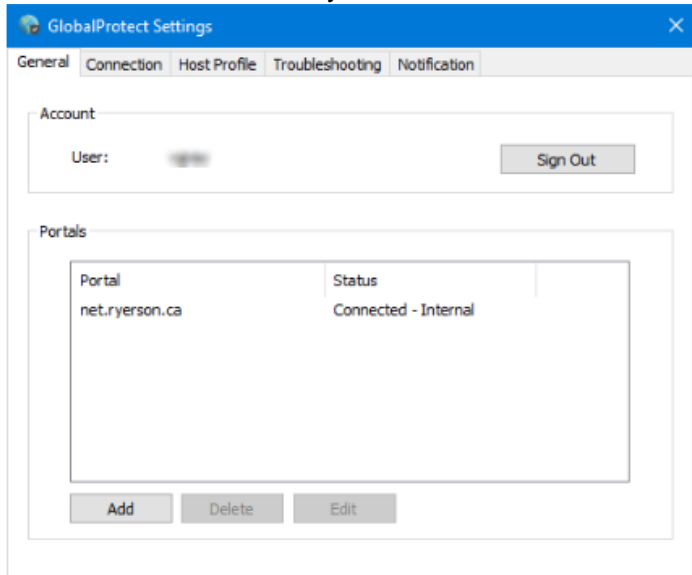 GlobalProtect Settings
General Connection Host Profile Troubleshooting Notification
Account
User:
Sign Out
Portals
Portal Status
net.ryerson.ca Connected - Internal
Add Delete Edit